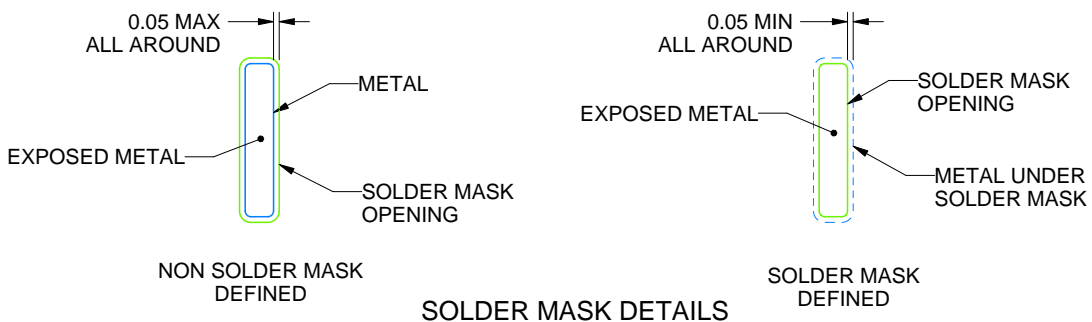 0.05 MAX
ALL AROUND
METAL
EXPOSED METAL
SOLDER MASK
OPENING
NON SOLDER MASK
DEFINED
0.05 MIN
ALL AROUND
SOLDER MASK
OPENING
EXPOSED METAL
METAL UNDER
SOLDER MASK
SOLDER MASK
DEFINED
SOLDER MASK DETAILS